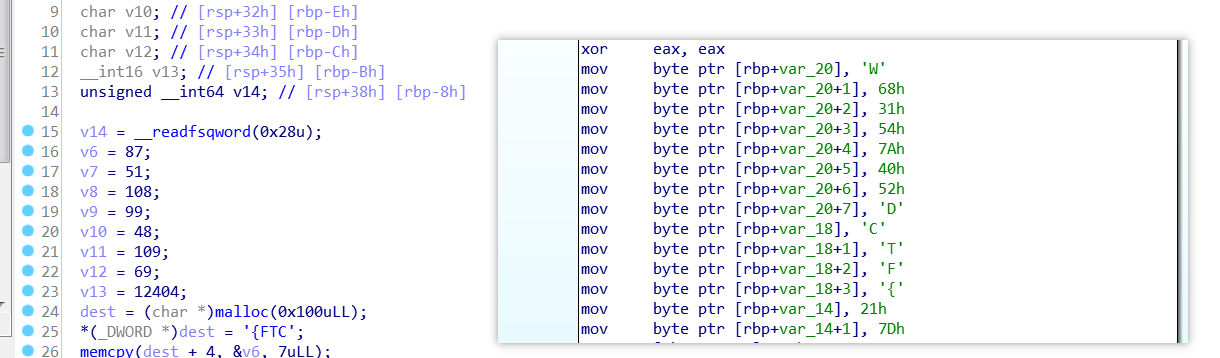 9 char v10; // [rsp+32h] [rbp-Eh]
10 char v11; // [rsp+33h] [rbp-Dh]
11 char v12; // [rsp+34h] [rbp-Ch]
12 __int16 v13; // [rsp+35h] [rbp-Bh]
13 unsigned __int64 v14; // [rsp+38h] [rbp-8h]
14
15 v14 = __readfsqword(0x28u);
16 v6 = 87;
17 v7 = 51;
18 v8 = 108;
19 v9 = 99;
20 v10 = 48;
21 v11 = 109;
22 v12 = 69;
23 v13 = 12404;
24 dest = (char *)malloc(0x100uLL);
25 *(_DWORD *)dest = '{FTC';
26 memcpy(dest + 4, &v6, 7uLL);
xor eax, eax
mov byte ptr [rbp+var_20], 'W'
mov byte ptr [rbp+var_20+1], 68h
mov byte ptr [rbp+var_20+2], 31h
mov byte ptr [rbp+var_20+3], 54h
mov byte ptr [rbp+var_20+4], 7Ah
mov byte ptr [rbp+var_20+5], 40h
mov byte ptr [rbp+var_20+6], 52h
mov byte ptr [rbp+var_20+7], 'D'
mov byte ptr [rbp+var_18], 'C'
mov byte ptr [rbp+var_18+1], 'T'
mov byte ptr [rbp+var_18+2], 'F'
mov byte ptr [rbp+var_18+3], '{'
mov byte ptr [rbp+var_14], 21h
mov byte ptr [rbp+var_14+1], 7Dh